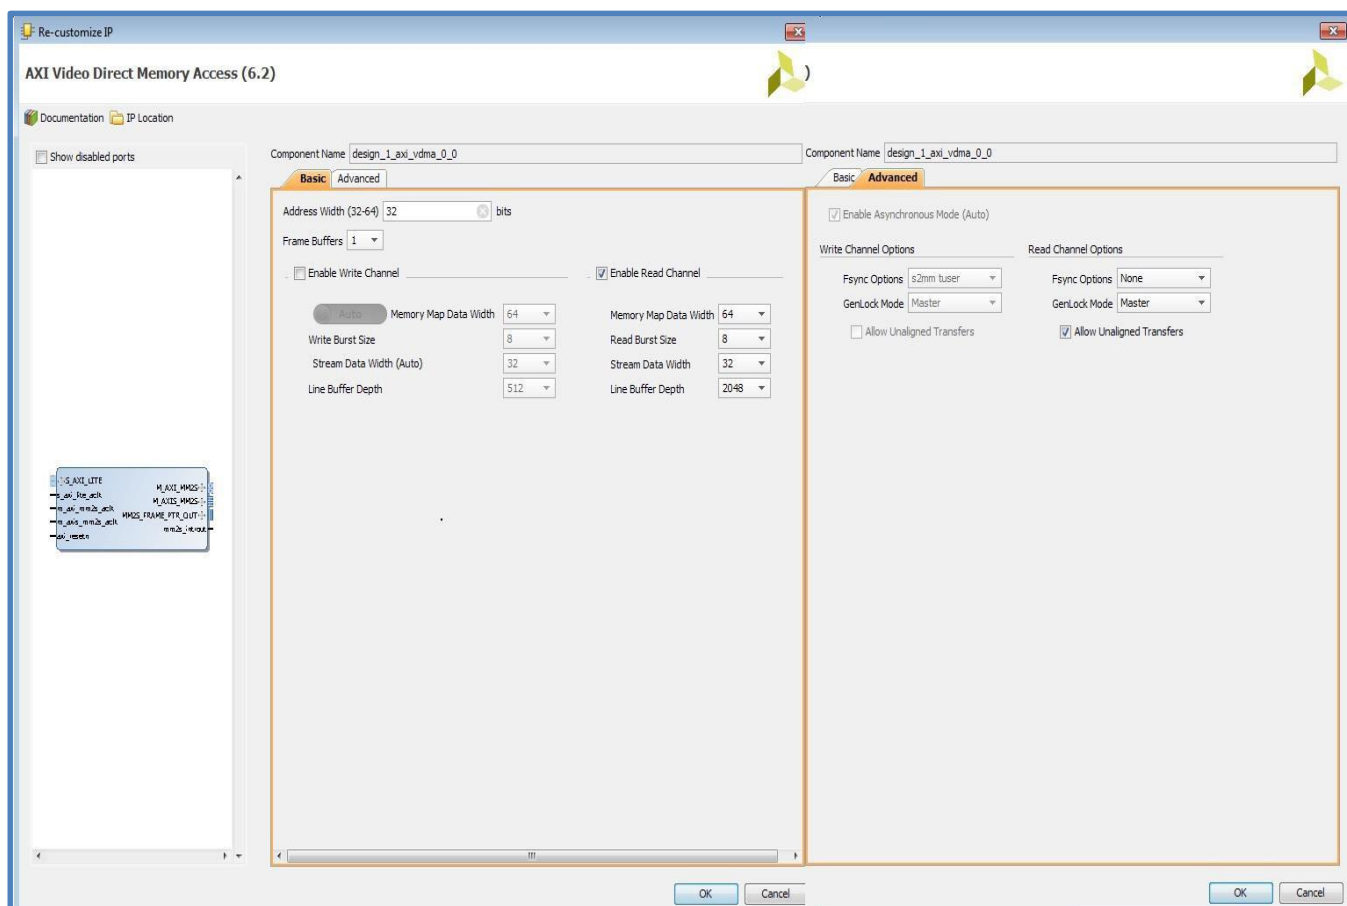 Re-customize IP
AXI Video Direct Memory Access (6.2)
)
Documentation IP Location
Show disabled ports
S_AXI_LITE
s_axi_lite_aclk
m_axi_mm2s_aclk
m_axis_mm2s_aclk
axi_resetn
M_AXI_MM2S
M_AXIS_MM2S
MM2S_FRAME_PTR_OUT
mm2s_introut
Component Name design_1_axi_vdma_0_0
Basic Advanced
Address Width (32-64) 32 bits
Frame Buffers 1
Enable Write Channel Enable Read Channel
Auto Memory Map Data Width 64 Memory Map Data Width 64
Write Burst Size 8 Read Burst Size 8
Stream Data Width (Auto) 32 Stream Data Width 32
Line Buffer Depth 512 Line Buffer Depth 2048
OK Cancel
Component Name design_1_axi_vdma_0_0
Basic Advanced
Enable Asynchronous Mode (Auto)
Write Channel Options Read Channel Options
Fsync Options s2mm tuser Fsync Options None
GenLock Mode Master GenLock Mode Master
Allow Unaligned Transfers Allow Unaligned Transfers
OK Cancel